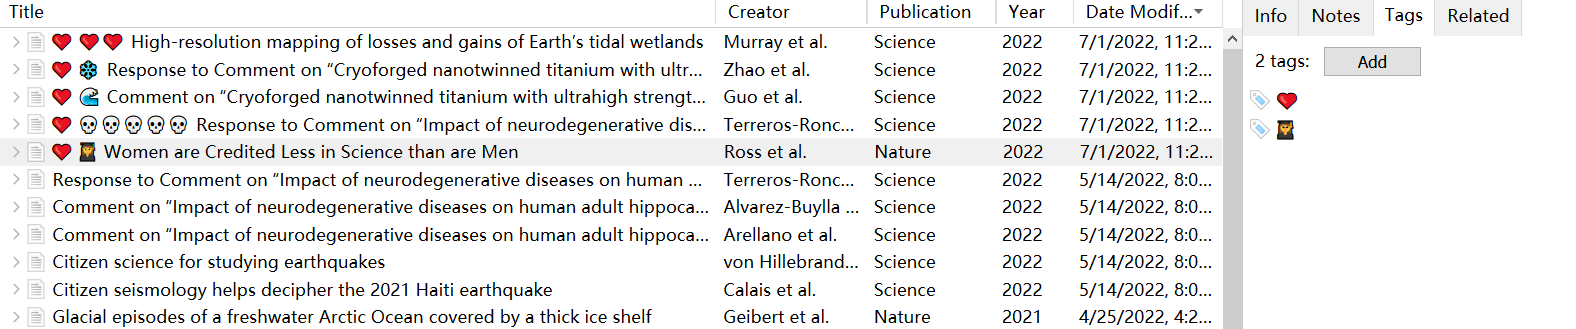 Title Creator Publication Year Date Modif... Info Notes Tags Related
❤️ ❤️❤️ High-resolution mapping of losses and gains of Earth’s tidal wetlands Murray et al. Science 2022 7/1/2022, 11:2...
2 tags: Add
❤️ ❄️ Response to Comment on “Cryoforged nanotwinned titanium with ultr... Zhao et al. Science 2022 7/1/2022, 11:2...
❤️ 🌊 Comment on “Cryoforged nanotwinned titanium with ultrahigh strengt... Guo et al. Science 2022 7/1/2022, 11:2...
❤️
❤️ 💀💀💀💀💀 Response to Comment on “Impact of neurodegenerative dis... Terreros-Ronc... Science 2022 7/1/2022, 11:2...
👩‍🎓
❤️ 👩‍🎓 Women are Credited Less in Science than are Men Ross et al. Nature 2022 7/1/2022, 11:2...
Response to Comment on “Impact of neurodegenerative diseases on human ... Terreros-Ronc... Science 2022 5/14/2022, 8:0...
Comment on “Impact of neurodegenerative diseases on human adult hippoca... Alvarez-Buylla ... Science 2022 5/14/2022, 8:0...
Comment on “Impact of neurodegenerative diseases on human adult hippoca... Arellano et al. Science 2022 5/14/2022, 8:0...
Citizen science for studying earthquakes von Hillebrand... Science 2022 5/14/2022, 8:0...
Citizen seismology helps decipher the 2021 Haiti earthquake Calais et al. Science 2022 5/14/2022, 8:0...
Glacial episodes of a freshwater Arctic Ocean covered by a thick ice shelf Geibert et al. Nature 2021 4/25/2022, 4:2...